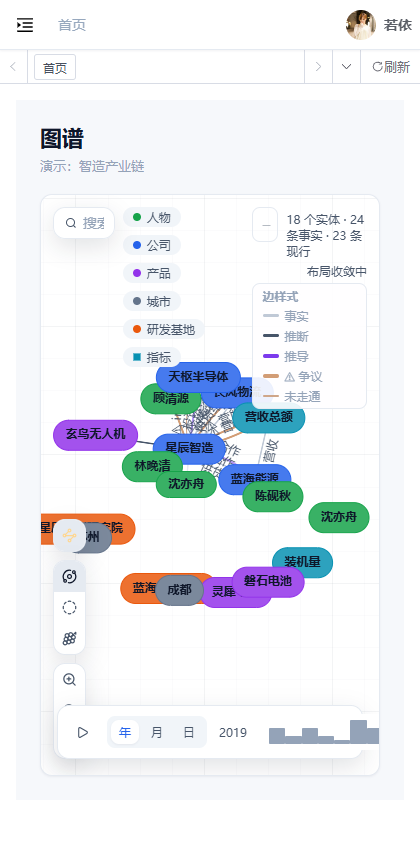 首页
若依
首页
刷新
图谱
演示：智造产业链
搜索
人物
公司
产品
城市
研发基地
指标
18 个实体 · 24
条事实 · 23 条
现行
布局收敛中
边样式
事实
推断
推导
⚠ 争议
未走通
天枢半导体
顾清源
营收总额
玄鸟无人机
星辰智造
营收
林晚清
沈亦舟
蓝海能源
陈砚秋
沈亦舟
州
装机量
磐石电池
蓝海
成都
灵犀
年
月
日
2019